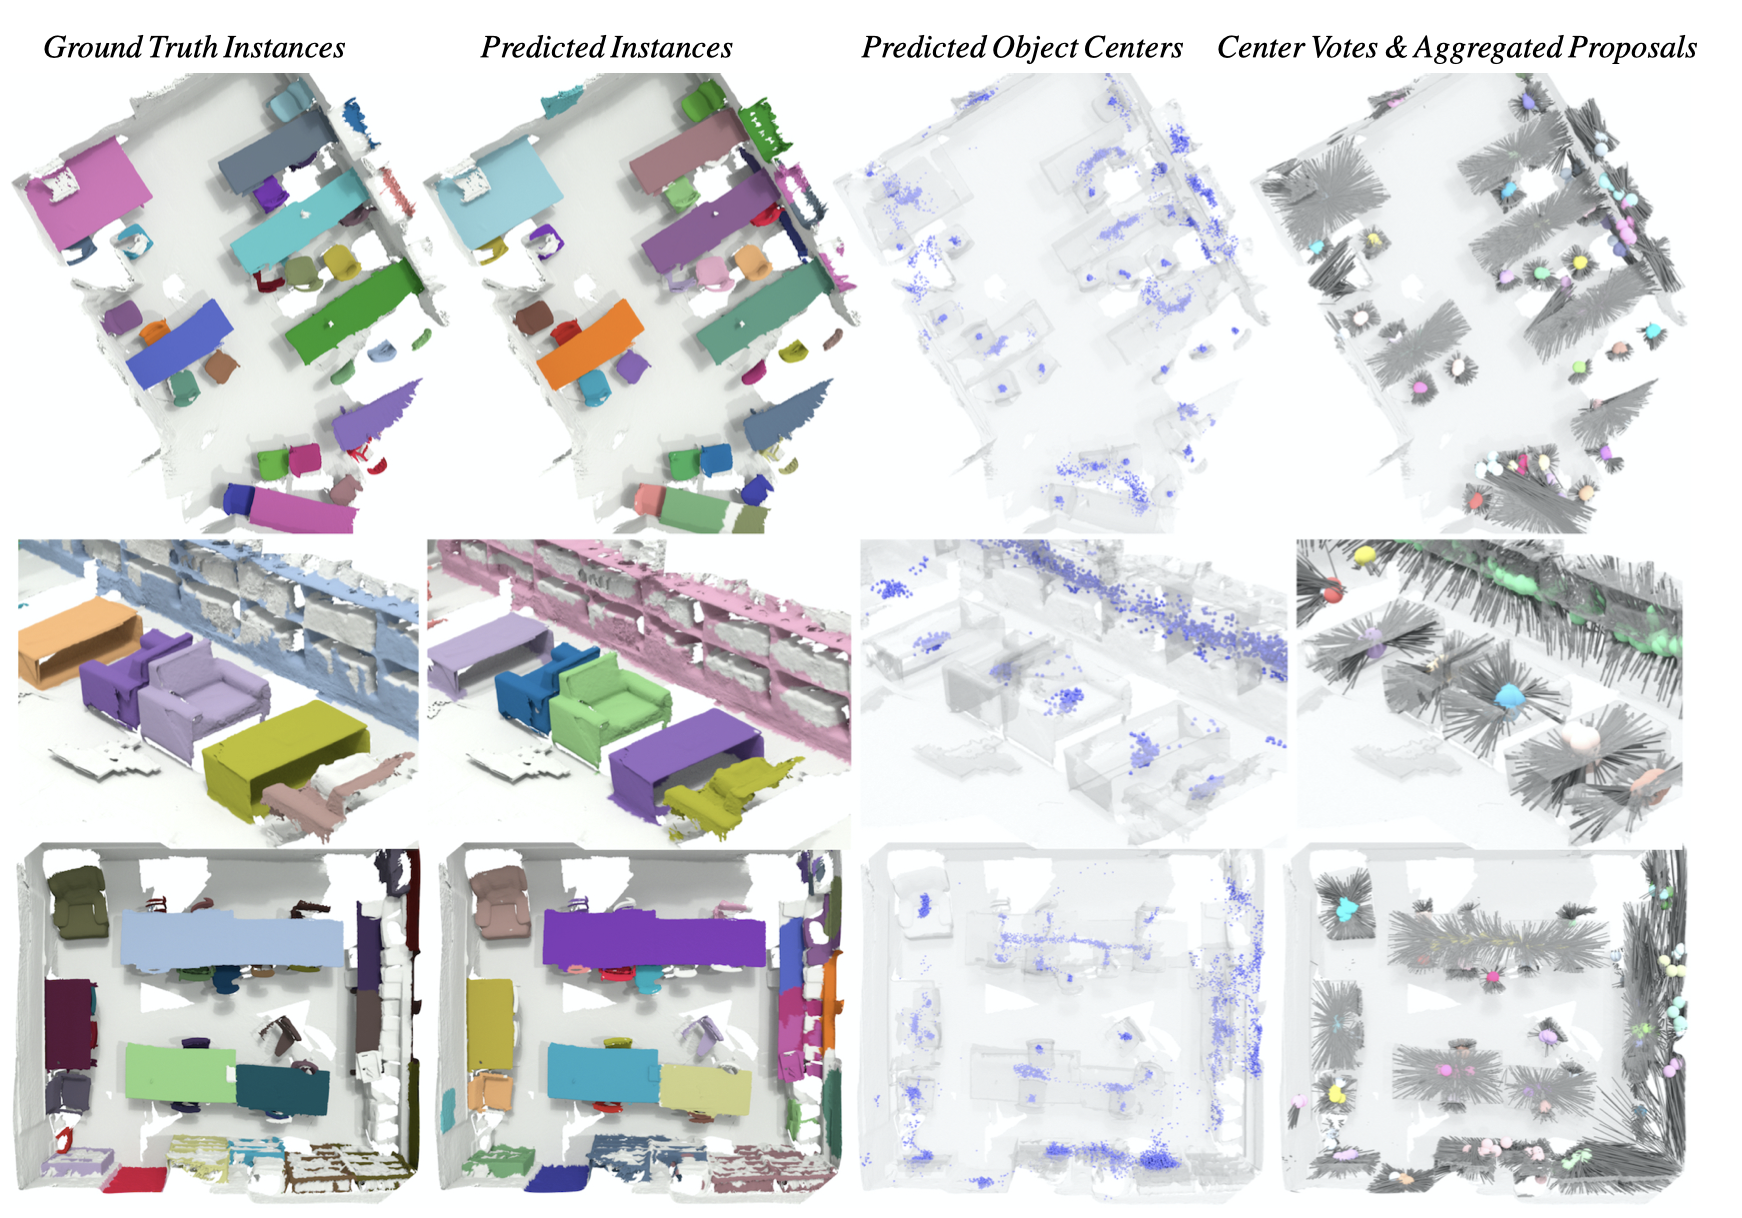 Ground Truth Instances
Predicted Instances
Predicted Object Centers
Center Votes & Aggregated Proposals